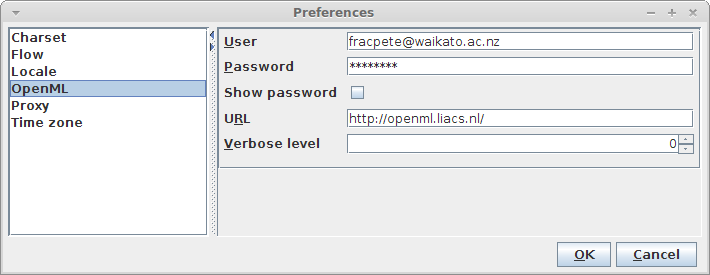 Preferences
Charset
Flow
Locale
OpenML
Proxy
Time zone
User fracpete@waikato.ac.nz
Password ********
Show password
URL http://openml.liacs.nl/
Verbose level 0
OK Cancel